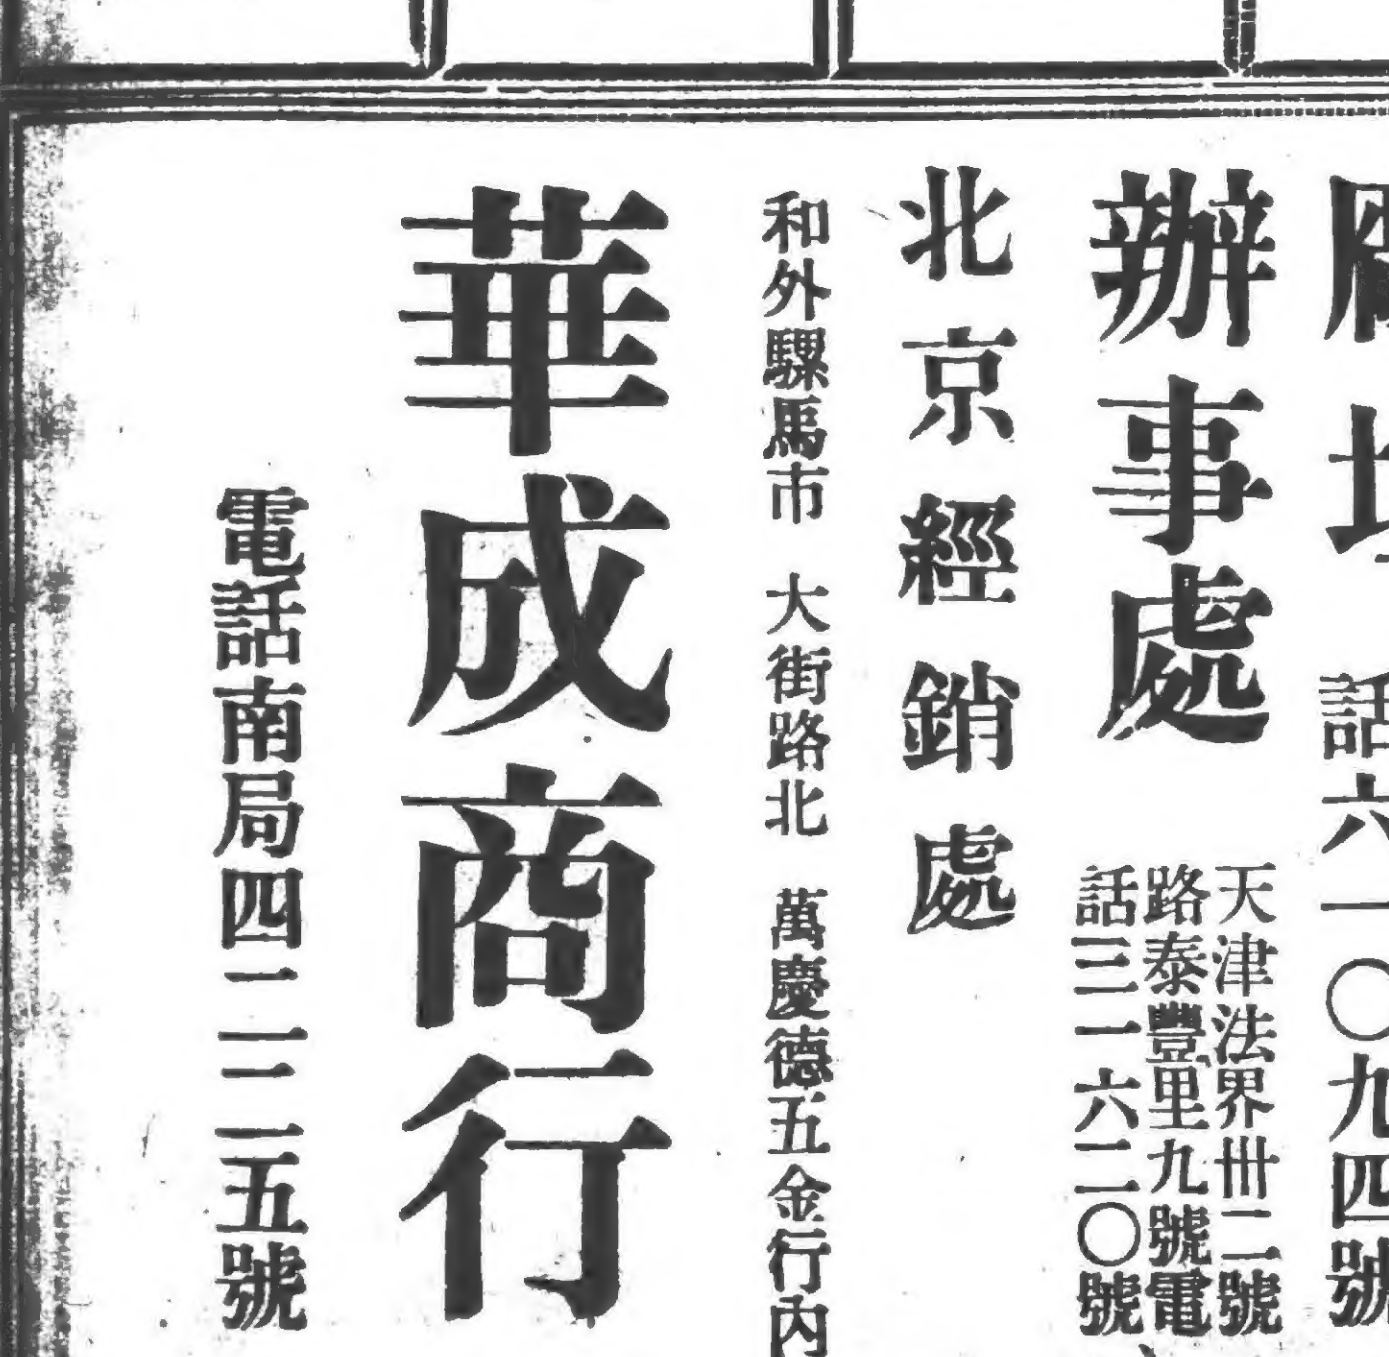 話六一〇九四號
辦事處
天津法界卌二號
路泰豐里九號電
話三一六二〇號
北京經銷處
和外騾馬市 大街路北 萬慶德五金行內
華成商行
電話南局四二二五號